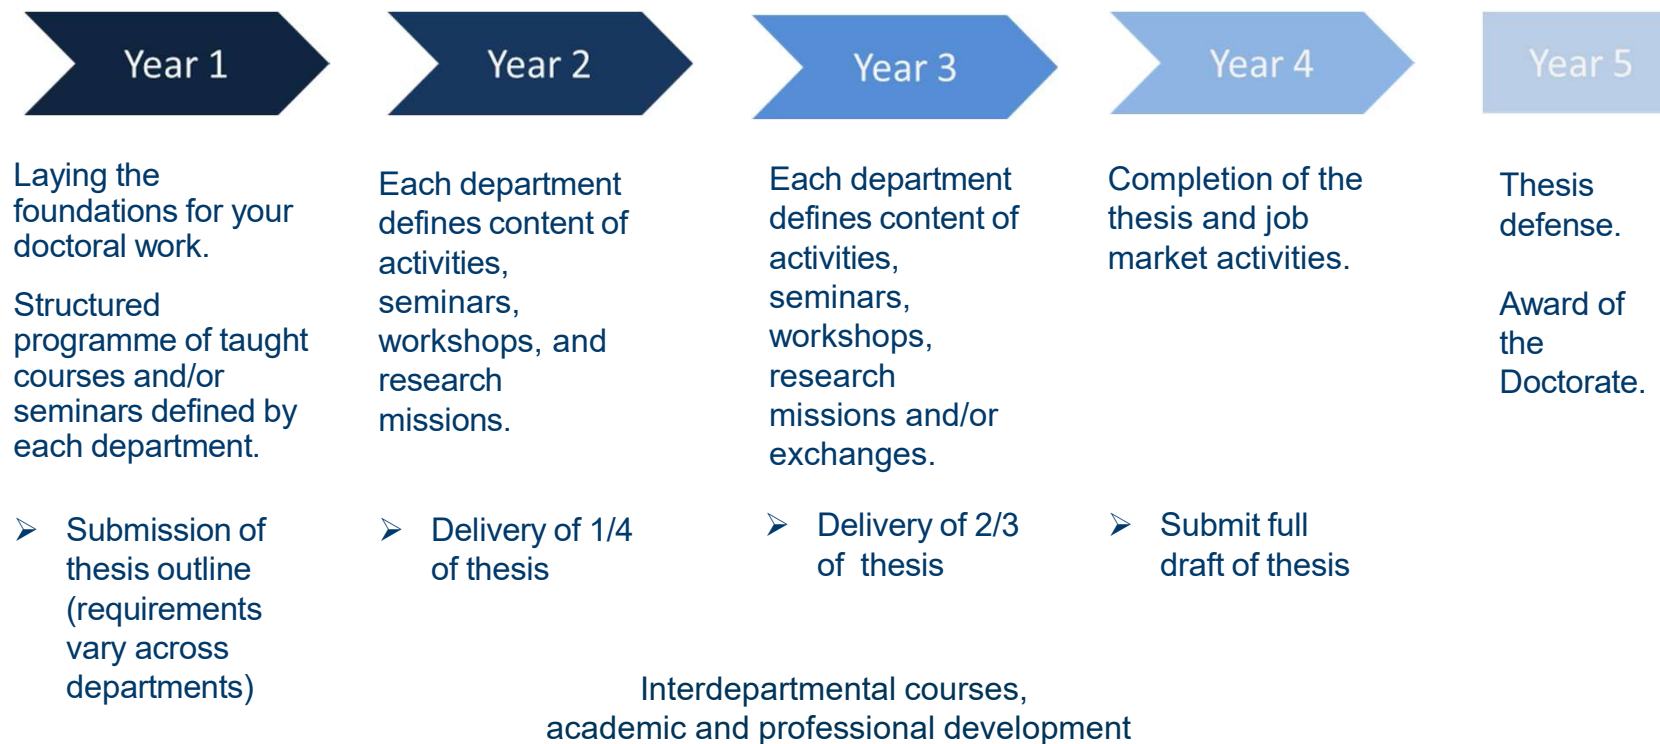 Year 1
Year 2
Year 3
Year 4
Year 5
Laying the
foundations for your
doctoral work.
Structured
programme of taught
courses and/or
seminars defined by
each department.
➢ Submission of
thesis outline
(requirements
vary across
departments)
Each department
defines content of
activities,
seminars,
workshops, and
research
missions.
➢ Delivery of 1/4
of thesis
Each department
defines content of
activities,
seminars,
workshops,
research
missions and/or
exchanges.
➢ Delivery of 2/3
of thesis
Completion of the
thesis and job
market activities.
➢ Submit full
draft of thesis
Thesis
defense.
Award of
the
Doctorate.
Interdepartmental courses,
academic and professional development